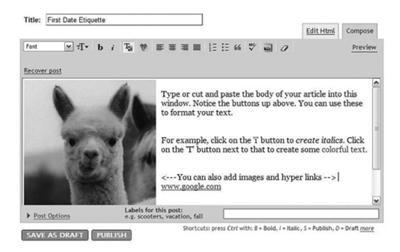 Title: First Date Etiquette
Edit Html Compose
Font T b i Preview
Recover post
Type or cut and paste the body of your article into this
window. Notice the buttons up above. You can use these
to format your text.
For example, click on the 'i' button to create italics. Click
on the 'T' button next to that to create some colorful text.
<---You can also add images and hyper links -->
www.google.com
Post Options
Labels for this post:
e.g. scooters, vacation, fall
Shortcuts: press Ctrl with: B = Bold, I = Italic, S = Publish, D = Draft more
SAVE AS DRAFT PUBLISH